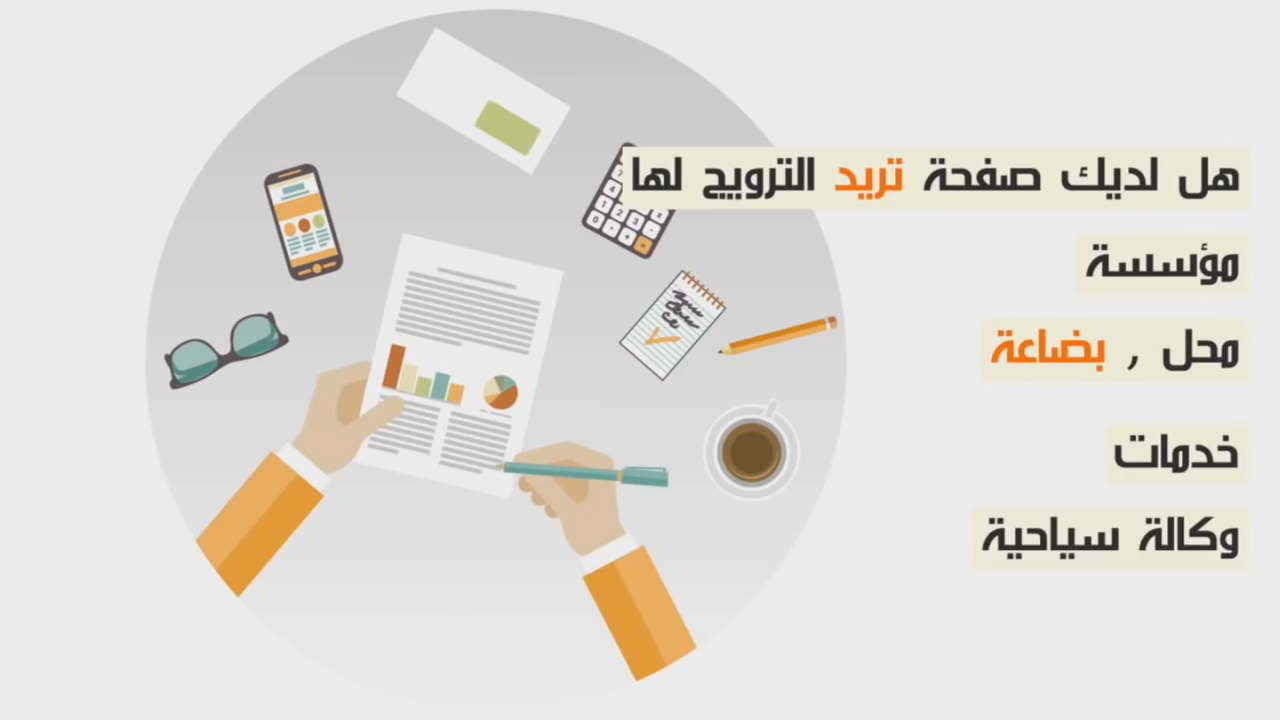 هل لديك صفحة تريد الترويج لها
مؤسسة
محل , بضاعة
خدمات
وكالة سياحية